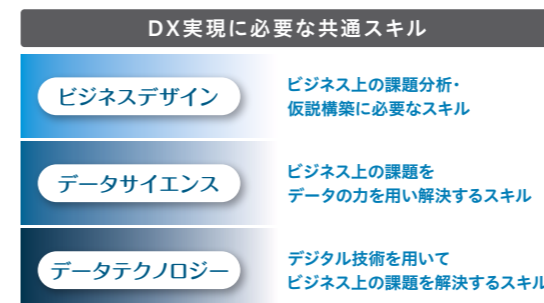 DX実現に必要な共通スキル
ビジネスデザイン
ビジネス上の課題分析・
仮説構築に必要なスキル
データサイエンス
ビジネス上の課題を
データの力を用い解決するスキル
データテクノロジー
デジタル技術を用いて
ビジネス上の課題を解決するスキル